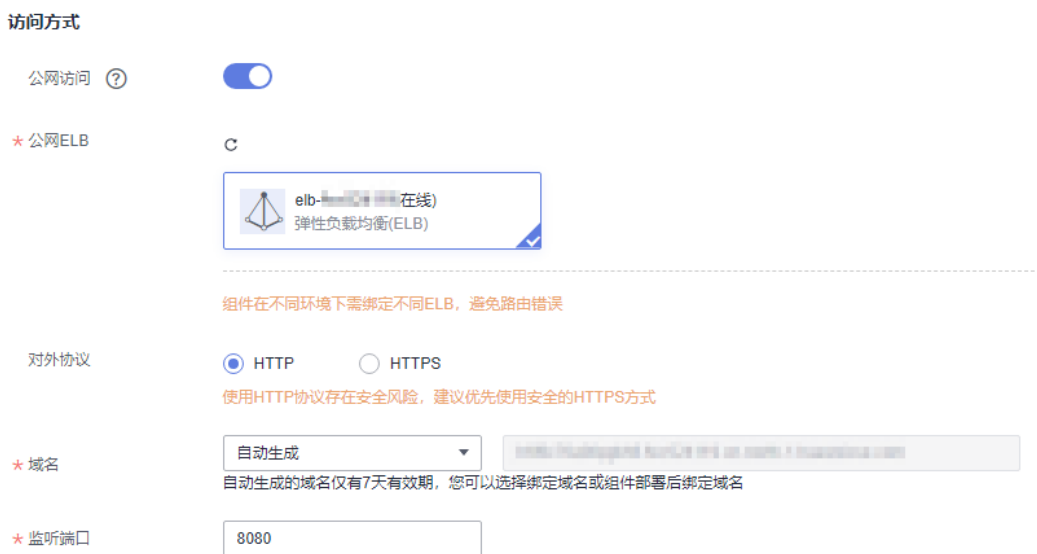 访问方式
公网访问 ?
* 公网ELB
elb- 在线)
弹性负载均衡(ELB)
组件在不同环境下需绑定不同ELB，避免路由错误
对外协议 HTTP HTTPS
使用HTTP协议存在安全风险，建议优先使用安全的HTTPS方式
* 域名 自动生成
自动生成的域名仅有7天有效期，您可以选择绑定域名或组件部署后绑定域名
* 监听端口 8080